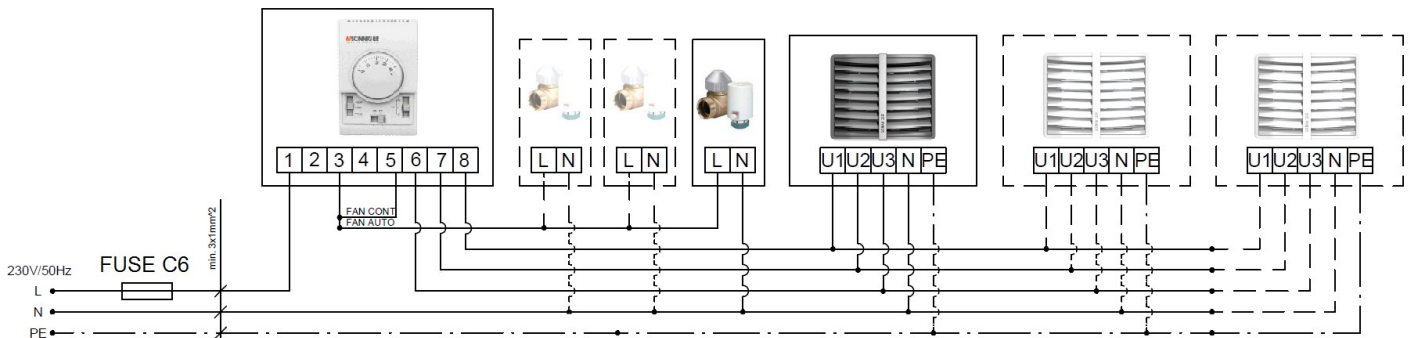 SONNIGER
1 2 3 4 5 6 7 8
L N
L N
L N
U1 U2 U3 N PE
U1 U2 U3 N PE
U1 U2 U3 N PE
FAN CONT
FAN AUTO
min. 3x1mm^2
230V/50Hz
FUSE C6
L
N
PE